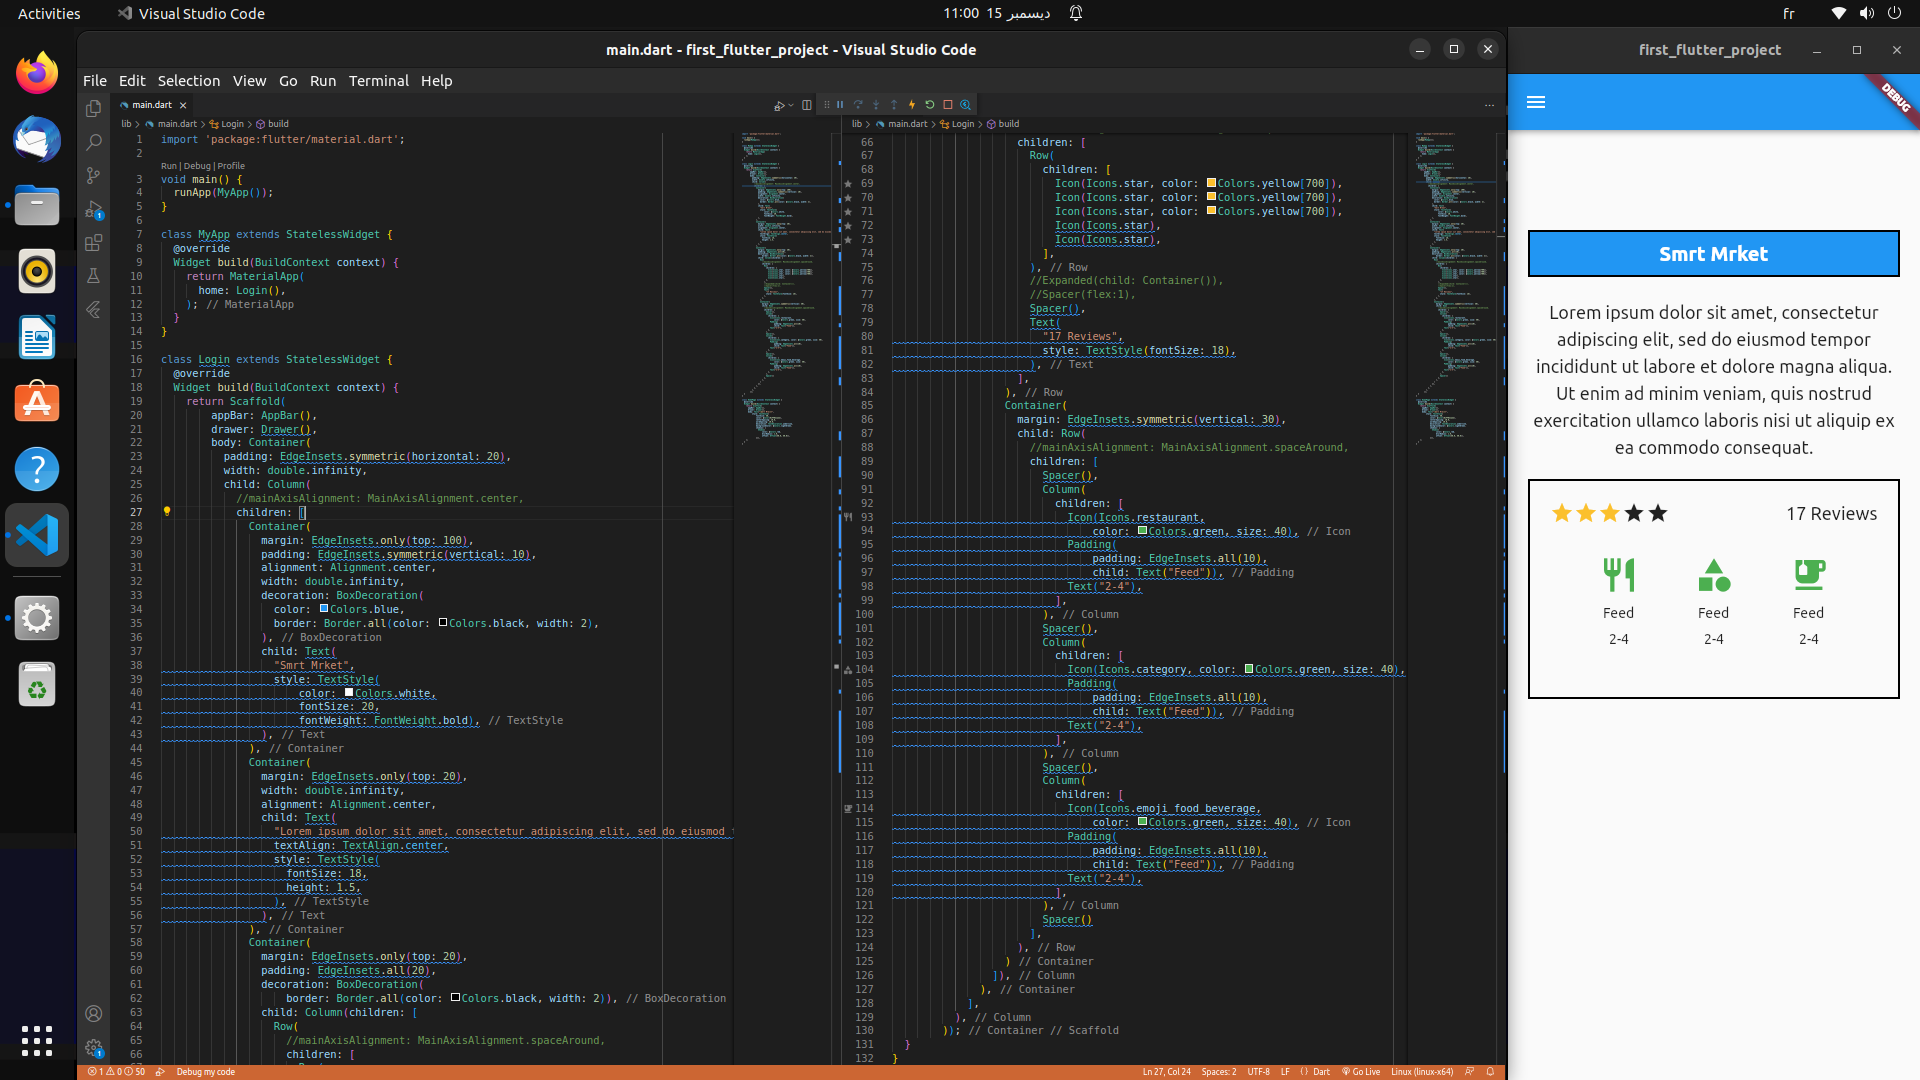 Activities
Visual Studio Code
11:00 15 ديسمبر
fr
main.dart - first_flutter_project - Visual Studio Code
File Edit Selection View Go Run Terminal Help
main.dart
lib > main.dart > Login > build
1 import 'package:flutter/material.dart';
2
Run | Debug | Profile
3 void main() {
4 runApp(MyApp());
5 }
6
7 class MyApp extends StatelessWidget {
8 @override
9 Widget build(BuildContext context) {
10 return MaterialApp(
11 home: Login(),
12 ); // MaterialApp
13 }
14 }
15
16 class Login extends StatelessWidget {
17 @override
18 Widget build(BuildContext context) {
19 return Scaffold(
20 appBar: AppBar(),
21 drawer: Drawer(),
22 body: Container(
23 padding: EdgeInsets.symmetric(horizontal: 20),
24 width: double.infinity,
25 child: Column(
26 //mainAxisAlignment: MainAxisAlignment.center,
27 children: [
28 Container(
29 margin: EdgeInsets.only(top: 100),
30 padding: EdgeInsets.symmetric(vertical: 10),
31 alignment: Alignment.center,
32 width: double.infinity,
33 decoration: BoxDecoration(
34 color: Colors.blue,
35 border: Border.all(color: Colors.black, width: 2),
36 ), // BoxDecoration
37 child: Text(
38 "Smrt Mrket",
39 style: TextStyle(
40 color: Colors.white,
41 fontSize: 20,
42 fontWeight: FontWeight.bold), // TextStyle
43 ), // Text
44 ), // Container
45 Container(
46 margin: EdgeInsets.only(top: 20),
47 width: double.infinity,
48 alignment: Alignment.center,
49 child: Text(
50 "Lorem ipsum dolor sit amet, consectetur adipiscing elit, sed do eiusmod
51 textAlign: TextAlign.center,
52 style: TextStyle(
53 fontSize: 18,
54 height: 1.5,
55 ), // TextStyle
56 ), // Text
57 ), // Container
58 Container(
59 margin: EdgeInsets.only(top: 20),
60 padding: EdgeInsets.all(20),
61 decoration: BoxDecoration(
62 border: Border.all(color: Colors.black, width: 2)), // BoxDecoration
63 child: Column(children: [
64 Row(
65 //mainAxisAlignment: MainAxisAlignment.spaceAround,
66 children: [
lib > main.dart > Login > build
66 children: [
67 Row(
68 children: [
69 Icon(Icons.star, color: Colors.yellow[700]),
70 Icon(Icons.star, color: Colors.yellow[700]),
71 Icon(Icons.star, color: Colors.yellow[700]),
72 Icon(Icons.star),
73 Icon(Icons.star),
74 ],
75 ), // Row
76 //Expanded(child: Container()),
77 //Spacer(flex:1),
78 Spacer(),
79 Text(
80 "17 Reviews",
81 style: TextStyle(fontSize: 18),
82 ), // Text
83 ],
84 ), // Row
85 Container(
86 margin: EdgeInsets.symmetric(vertical: 30),
87 child: Row(
88 //mainAxisAlignment: MainAxisAlignment.spaceAround,
89 children: [
90 Spacer(),
91 Column(
92 children: [
93 Icon(Icons.restaurant,
94 color: Colors.green, size: 40), // Icon
95 Padding(
96 padding: EdgeInsets.all(10),
97 child: Text("Feed")), // Padding
98 Text("2-4"),
99 ],
100 ), // Column
101 Spacer(),
102 Column(
103 children: [
104 Icon(Icons.category, color: Colors.green, size: 40),
105 Padding(
106 padding: EdgeInsets.all(10),
107 child: Text("Feed")), // Padding
108 Text("2-4"),
109 ],
110 ), // Column
111 Spacer(),
112 Column(
113 children: [
114 Icon(Icons.emoji_food_beverage,
115 color: Colors.green, size: 40), // Icon
116 Padding(
117 padding: EdgeInsets.all(10),
118 child: Text("Feed")), // Padding
119 Text("2-4"),
120 ],
121 ), // Column
122 Spacer()
123 ],
124 ), // Row
125 ) // Container
126 ]), // Column
127 ), // Container
128 ],
129 ), // Column
130 )); // Container // Scaffold
131 }
132 }
1 0 0 50 Debug my code
Ln 27, Col 24 Spaces: 2 UTF-8 LF Dart Go Live Linux (linux-x64)
first_flutter_project
DEBUG
Smrt Mrket
Lorem ipsum dolor sit amet, consectetur
adipiscing elit, sed do eiusmod tempor
incididunt ut labore et dolore magna aliqua.
Ut enim ad minim veniam, quis nostrud
exercitation ullamco laboris nisi ut aliquip ex
ea commodo consequat.
17 Reviews
Feed Feed Feed
2-4 2-4 2-4